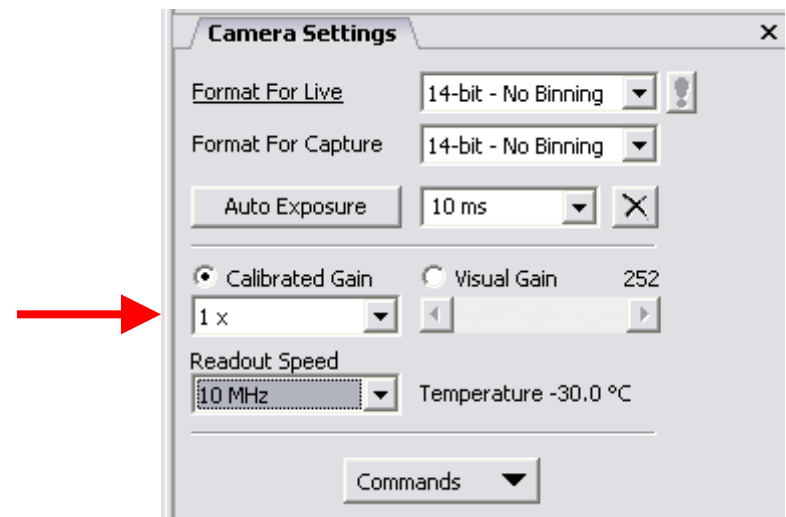 Camera Settings
Format For Live 14-bit - No Binning
Format For Capture 14-bit - No Binning
Auto Exposure 10 ms
Calibrated Gain Visual Gain 252
1 x
Readout Speed
10 MHz Temperature -30.0 °C
Commands